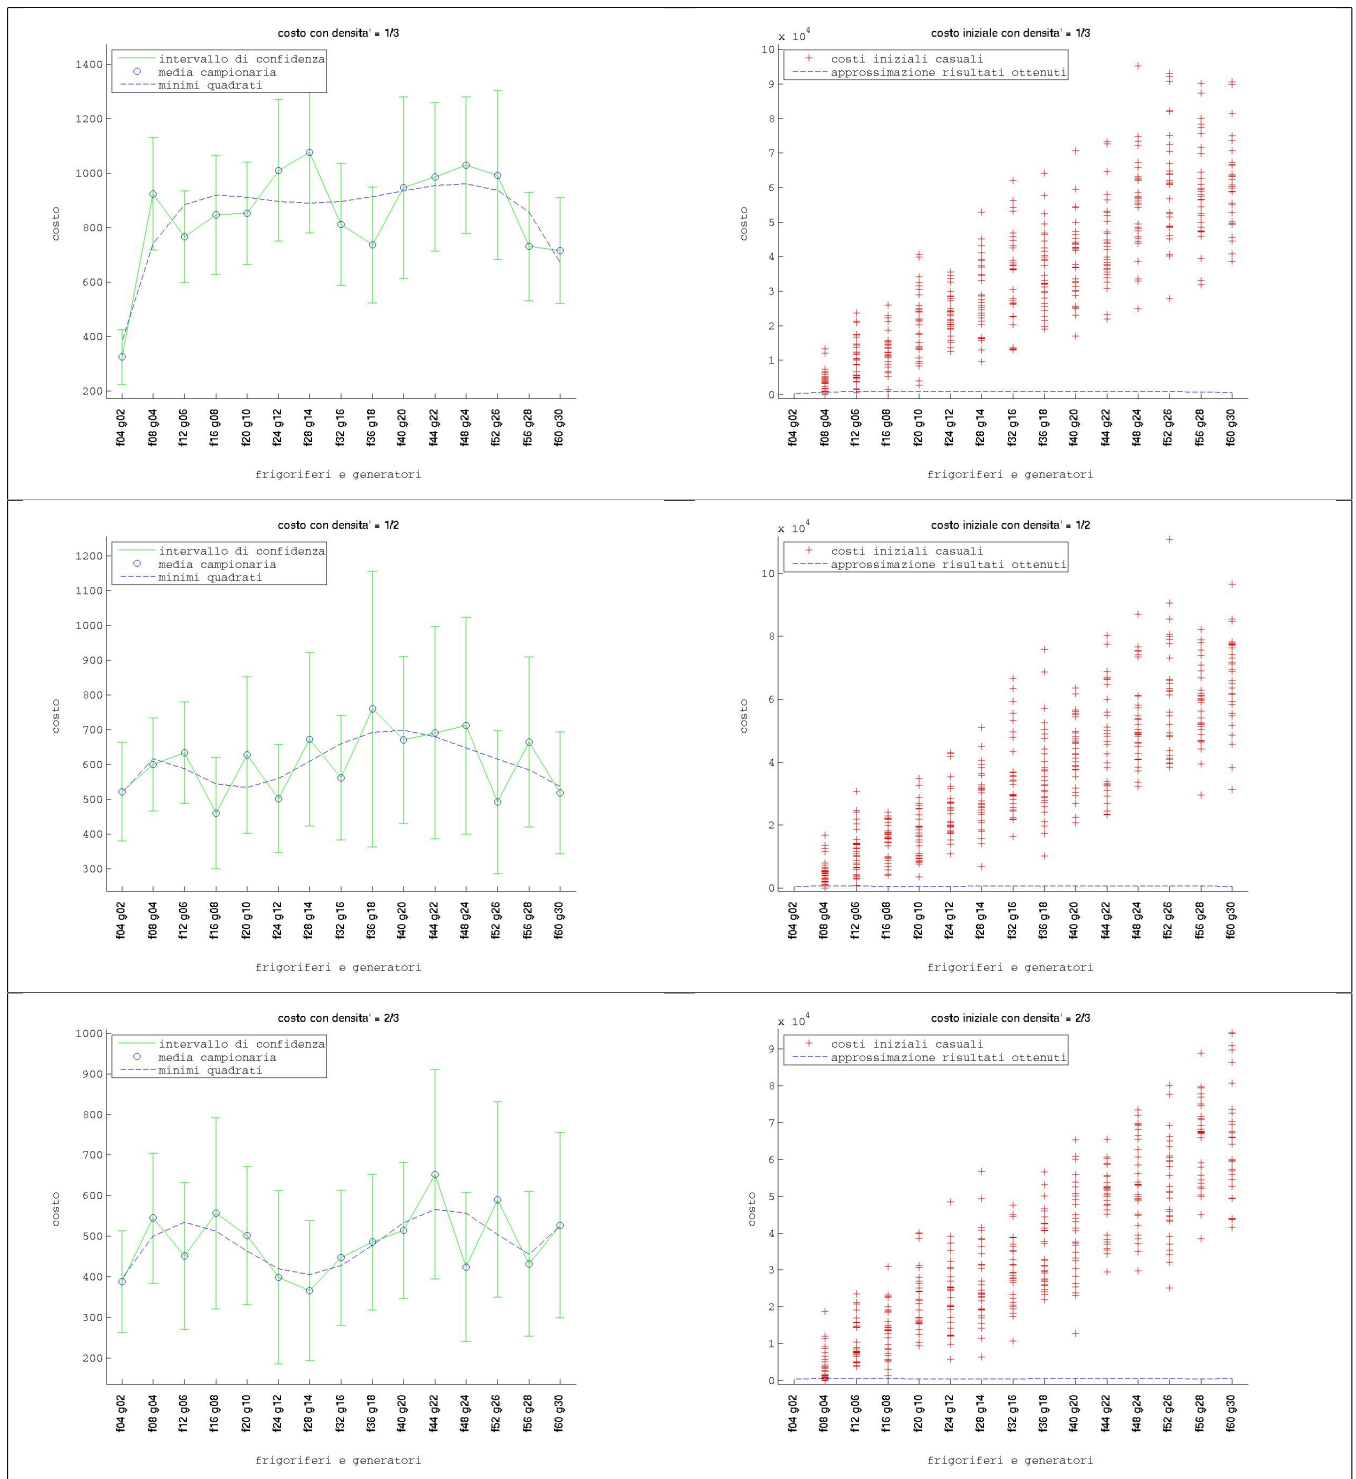 costo con densita' = 1/3
intervallo di confidenza
media campionaria
minimi quadrati
1400
1200
1000
800
600
400
200
costo
f04 g02
f08 g04
f12 g06
f16 g08
f20 g10
f24 g12
f28 g14
f32 g16
f36 g18
f40 g20
f44 g22
f48 g24
f52 g26
f56 g28
f60 g30
frigoriferi e generatori
costo iniziale con densita' = 1/3
x 10^4
costi iniziali casuali
approssimazione risultati ottenuti
10
9
8
7
6
5
4
3
2
1
0
costo
f04 g02
f08 g04
f12 g06
f16 g08
f20 g10
f24 g12
f28 g14
f32 g16
f36 g18
f40 g20
f44 g22
f48 g24
f52 g26
f56 g28
f60 g30
frigoriferi e generatori
costo con densita' = 1/2
intervallo di confidenza
media campionaria
minimi quadrati
1200
1100
1000
900
800
700
600
500
400
300
costo
f04 g02
f08 g04
f12 g06
f16 g08
f20 g10
f24 g12
f28 g14
f32 g16
f36 g18
f40 g20
f44 g22
f48 g24
f52 g26
f56 g28
f60 g30
frigoriferi e generatori
costo iniziale con densita' = 1/2
x 10^4
costi iniziali casuali
approssimazione risultati ottenuti
10
8
6
4
2
0
costo
f04 g02
f08 g04
f12 g06
f16 g08
f20 g10
f24 g12
f28 g14
f32 g16
f36 g18
f40 g20
f44 g22
f48 g24
f52 g26
f56 g28
f60 g30
frigoriferi e generatori
costo con densita' = 2/3
intervallo di confidenza
media campionaria
minimi quadrati
1000
900
800
700
600
500
400
300
200
costo
f04 g02
f08 g04
f12 g06
f16 g08
f20 g10
f24 g12
f28 g14
f32 g16
f36 g18
f40 g20
f44 g22
f48 g24
f52 g26
f56 g28
f60 g30
frigoriferi e generatori
costo iniziale con densita' = 2/3
x 10^4
costi iniziali casuali
approssimazione risultati ottenuti
9
8
7
6
5
4
3
2
1
0
costo
f04 g02
f08 g04
f12 g06
f16 g08
f20 g10
f24 g12
f28 g14
f32 g16
f36 g18
f40 g20
f44 g22
f48 g24
f52 g26
f56 g28
f60 g30
frigoriferi e generatori